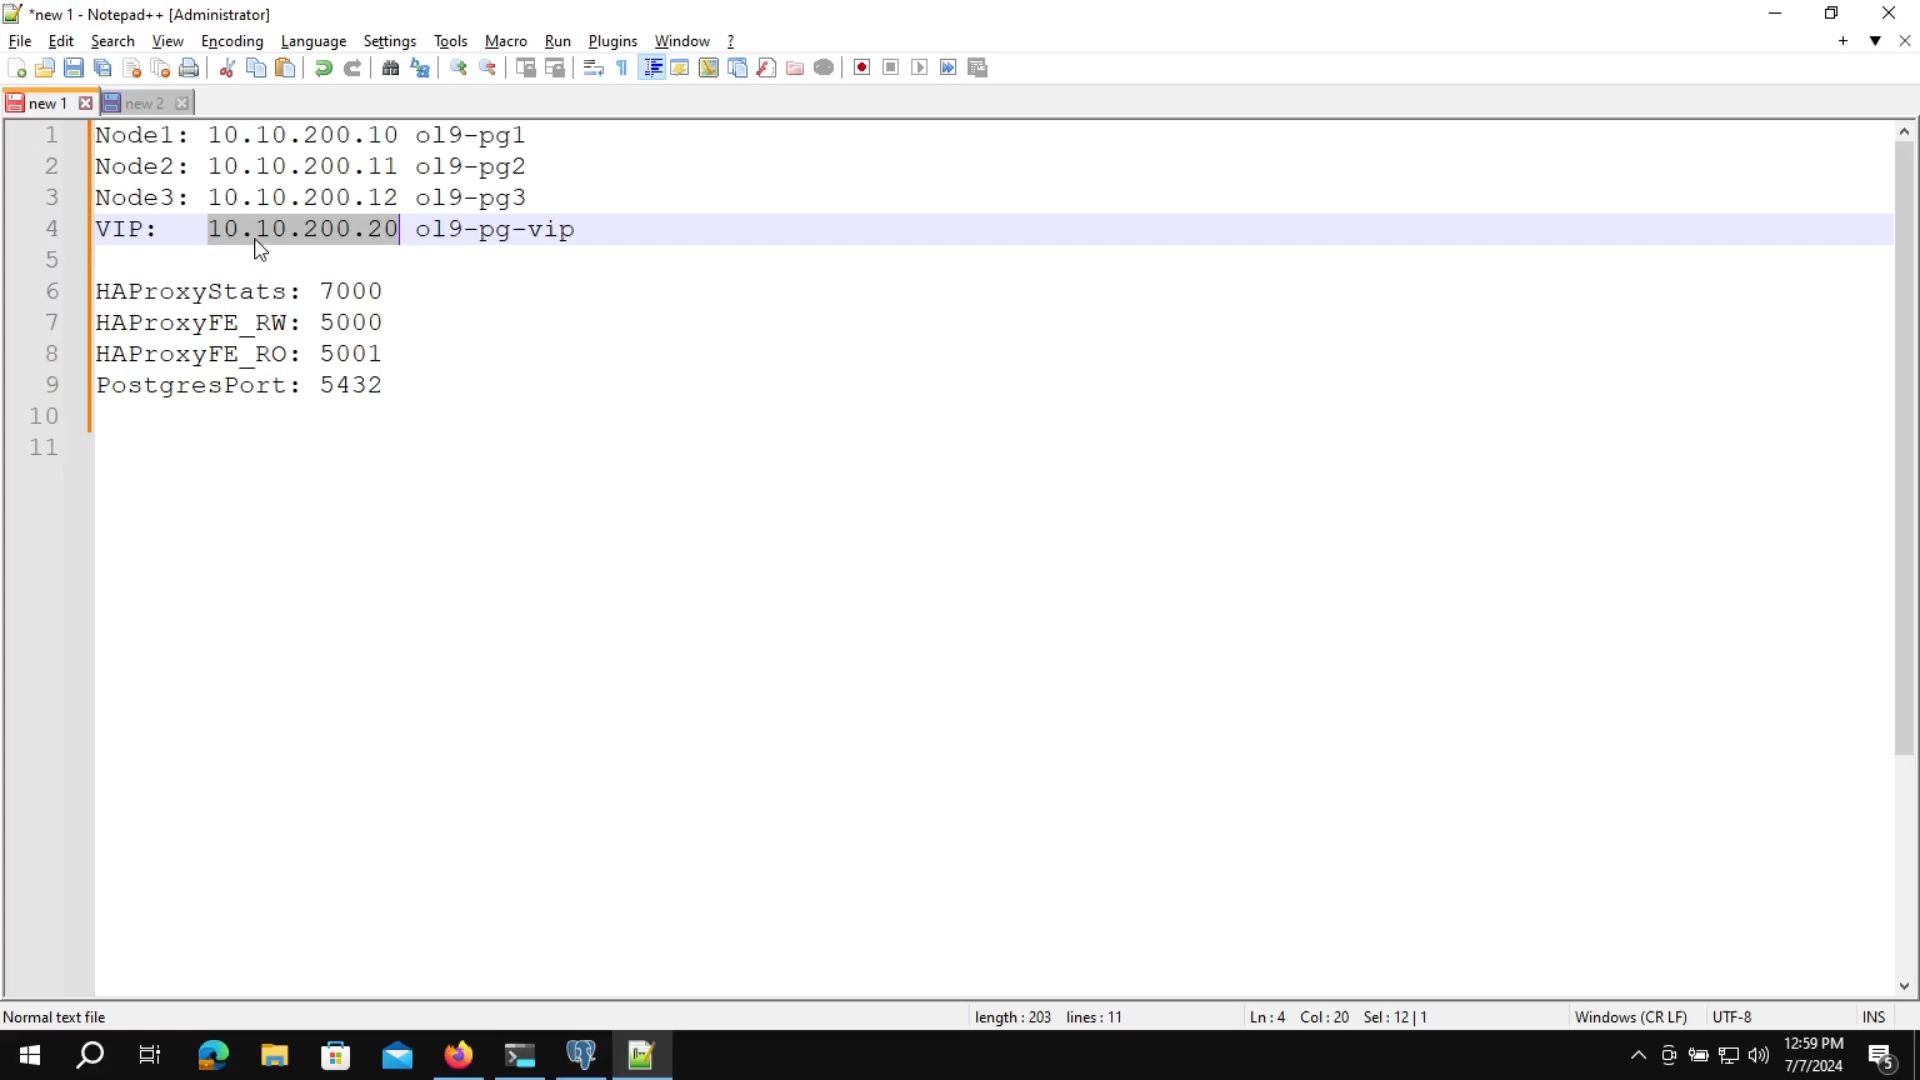 *new 1 - Notepad++ [Administrator]
File Edit Search View Encoding Language Settings Tools Macro Run Plugins Window ?
new 1 new 2
1 Node1: 10.10.200.10 ol9-pg1
2 Node2: 10.10.200.11 ol9-pg2
3 Node3: 10.10.200.12 ol9-pg3
4 VIP: 10.10.200.20 ol9-pg-vip
5
6 HAProxyStats: 7000
7 HAProxyFE_RW: 5000
8 HAProxyFE_RO: 5001
9 PostgresPort: 5432
10
11
Normal text file length : 203 lines : 11 Ln : 4 Col : 20 Sel : 12 | 1 Windows (CR LF) UTF-8 INS
12:59 PM
7/7/2024
5